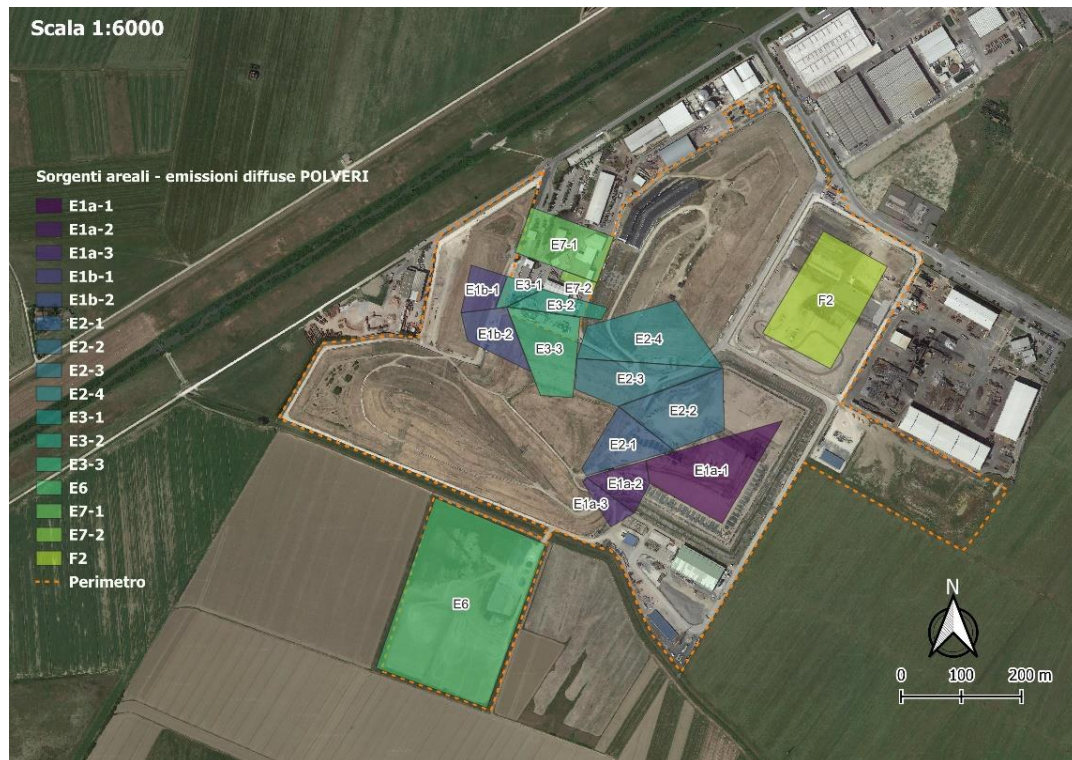 Scala 1:6000
Sorgenti areali - emissioni diffuse POLVERI
E1a-1
E1a-2
E1a-3
E1b-1
E1b-2
E2-1
E2-2
E2-3
E2-4
E3-1
E3-2
E3-3
E6
E7-1
E7-2
F2
Perimetro
E7-1
E1b-1
E3-1
E7-2
E3-2
F2
E1b-2
E3-3
E2-4
E2-3
E2-2
E2-1
E1a-1
E1a-2
E1a-3
E6
N
0 100 200 m